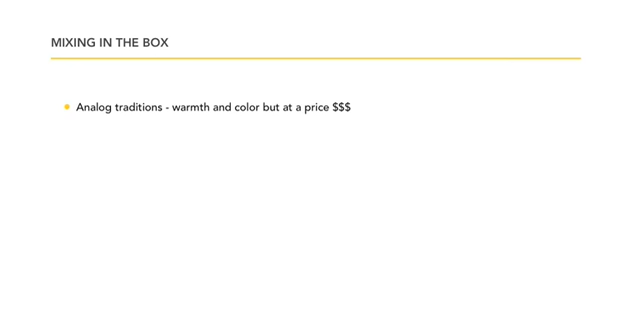 MIXING IN THE BOX
Analog traditions - warmth and color but at a price $$$